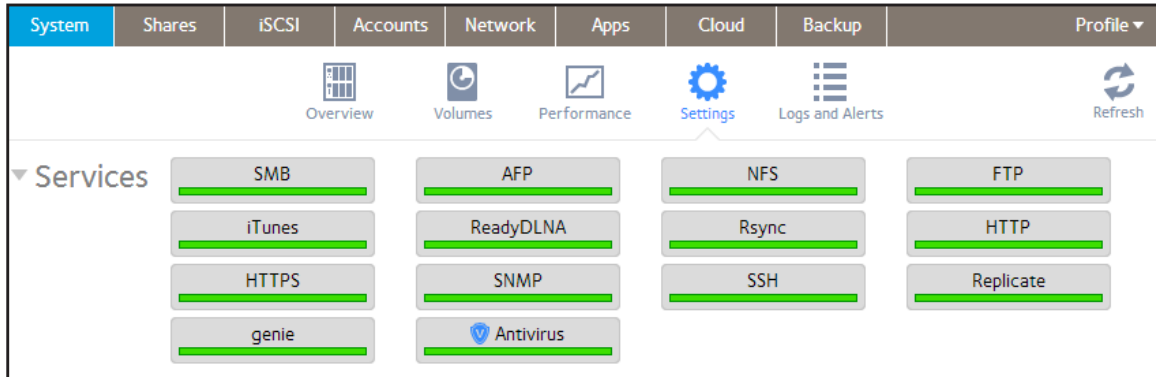 System Shares iSCSI Accounts Network Apps Cloud Backup Profile
Overview Volumes Performance Settings Logs and Alerts Refresh
Services SMB AFP NFS FTP
iTunes ReadyDLNA Rsync HTTP
HTTPS SNMP SSH Replicate
genie Antivirus